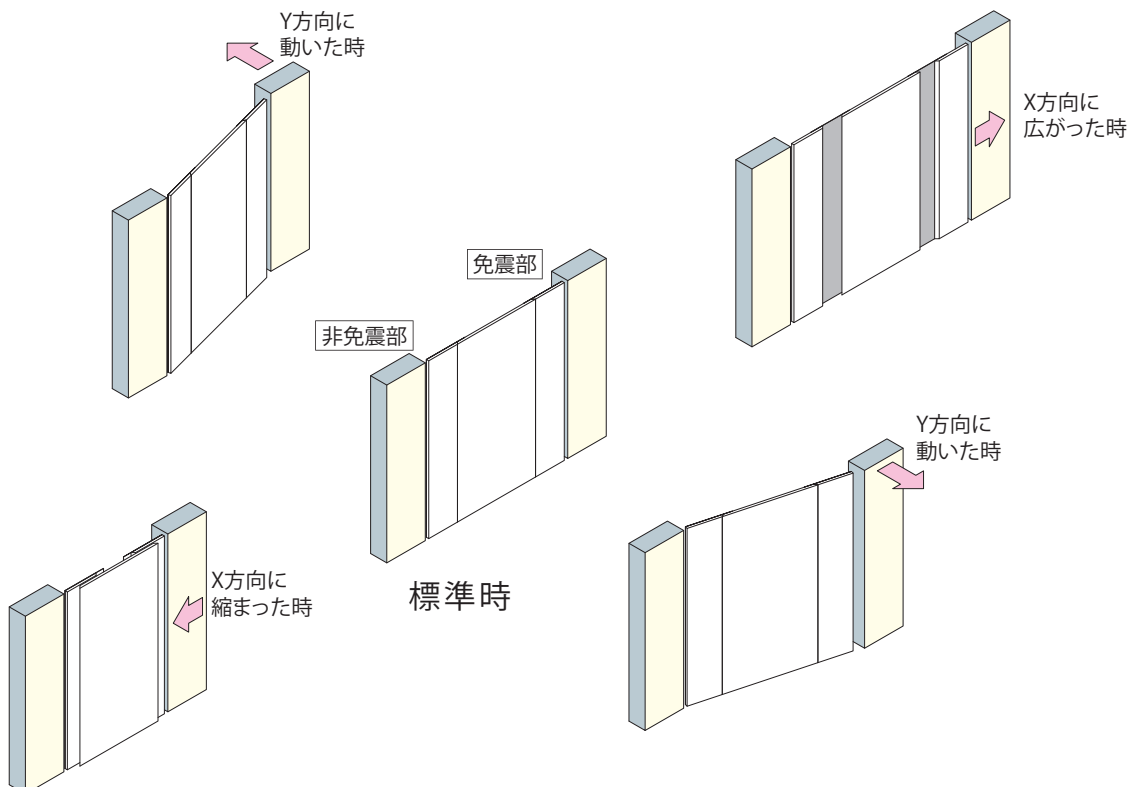 Y方向に
動いた時
X方向に
広がった時
免震部
非免震部
標準時
Y方向に
動いた時
X方向に
縮まった時